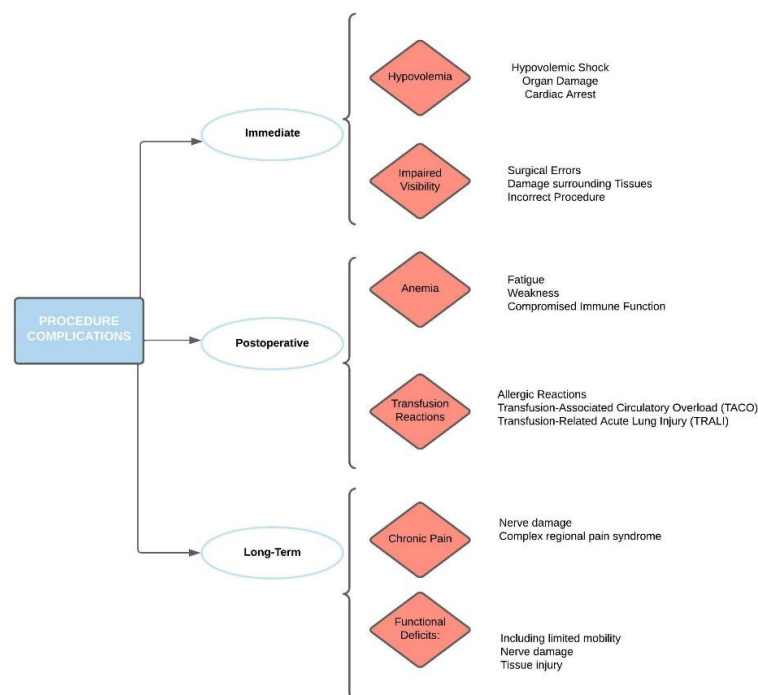 PROCEDURE
COMPLICATIONS
Immediate
Hypovolemia
Hypovolemic Shock
Organ Damage
Cardiac Arrest
Impaired
Visibility
Surgical Errors
Damage surrounding Tissues
Incorrect Procedure
Postoperative
Anemia
Fatigue
Weakness
Compromised Immune Function
Transfusion
Reactions
Allergic Reactions
Transfusion-Associated Circulatory Overload (TACO)
Transfusion-Related Acute Lung Injury (TRALI)
Long-Term
Chronic Pain
Nerve damage
Complex regional pain syndrome
Functional
Deficits:
Including limited mobility
Nerve damage
Tissue injury